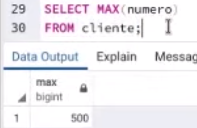 29 SELECT MAX(numero)
30 FROM cliente;
Data Output Explain Messag
max
bigint
1 500